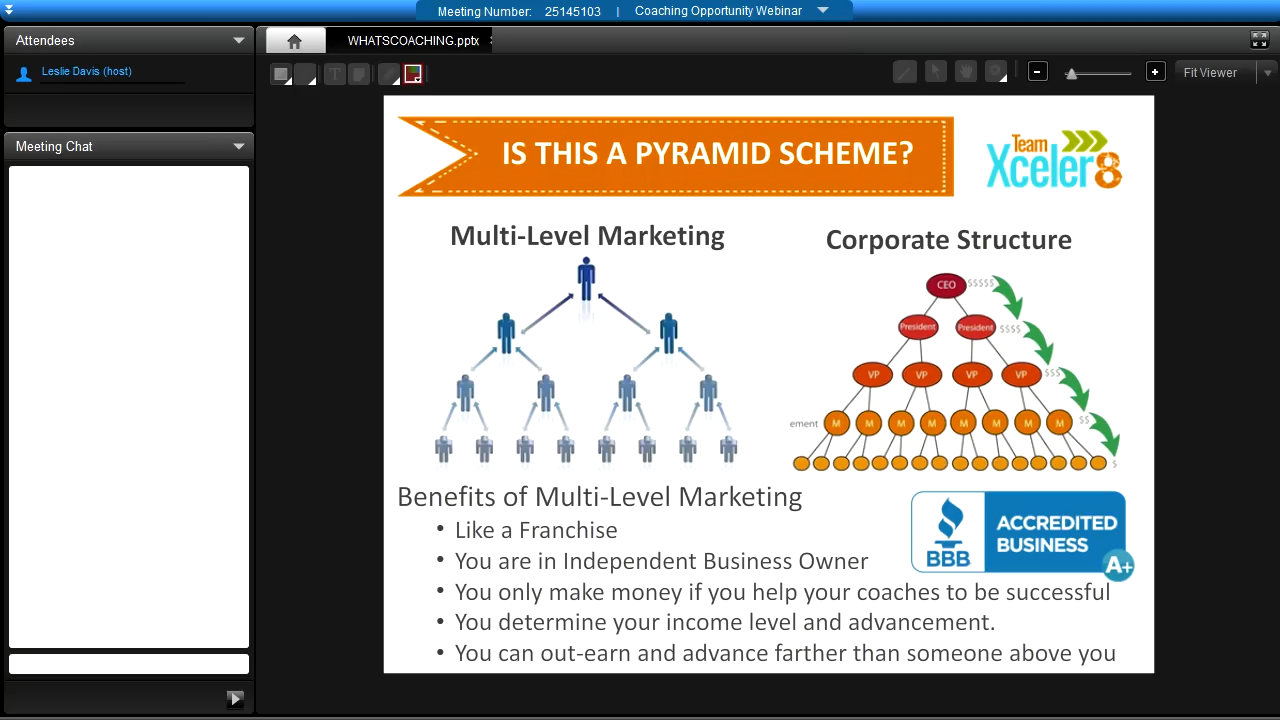 Meeting Number: 25145103 | Coaching Opportunity Webinar
Attendees
WHATSCOACHING.pptx
Leslie Davis (host)
T
Fit Viewer
Meeting Chat
IS THIS A PYRAMID SCHEME?
Team
Xceler8
Multi-Level Marketing
Corporate Structure
CEO $$$$$
President President $$$$
VP VP VP VP $$$
ement M M M M M M M M $$
$
Benefits of Multi-Level Marketing
• Like a Franchise
• You are in Independent Business Owner
• You only make money if you help your coaches to be successful
• You determine your income level and advancement.
• You can out-earn and advance farther than someone above you
BBB
ACCREDITED
BUSINESS
A+